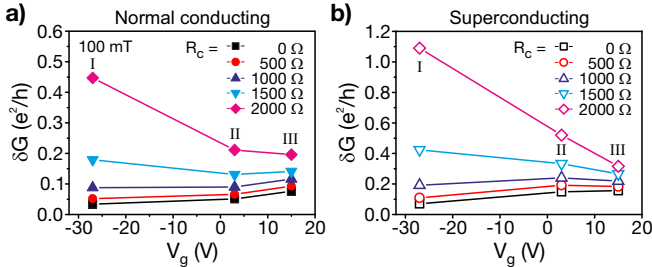 a) Normal conducting
100 mT
R_c = 0 Ω
500 Ω
1000 Ω
1500 Ω
2000 Ω
I
II
III
0.6
0.5
0.4
0.3
0.2
0.1
0.0
δG (e²/h)
-30 -20 -10 0 10 20
V_g (V)
b) Superconducting
R_c = 0 Ω
500 Ω
1000 Ω
1500 Ω
2000 Ω
I
II
III
1.2
1.0
0.8
0.6
0.4
0.2
0.0
δG (e²/h)
-30 -20 -10 0 10 20
V_g (V)